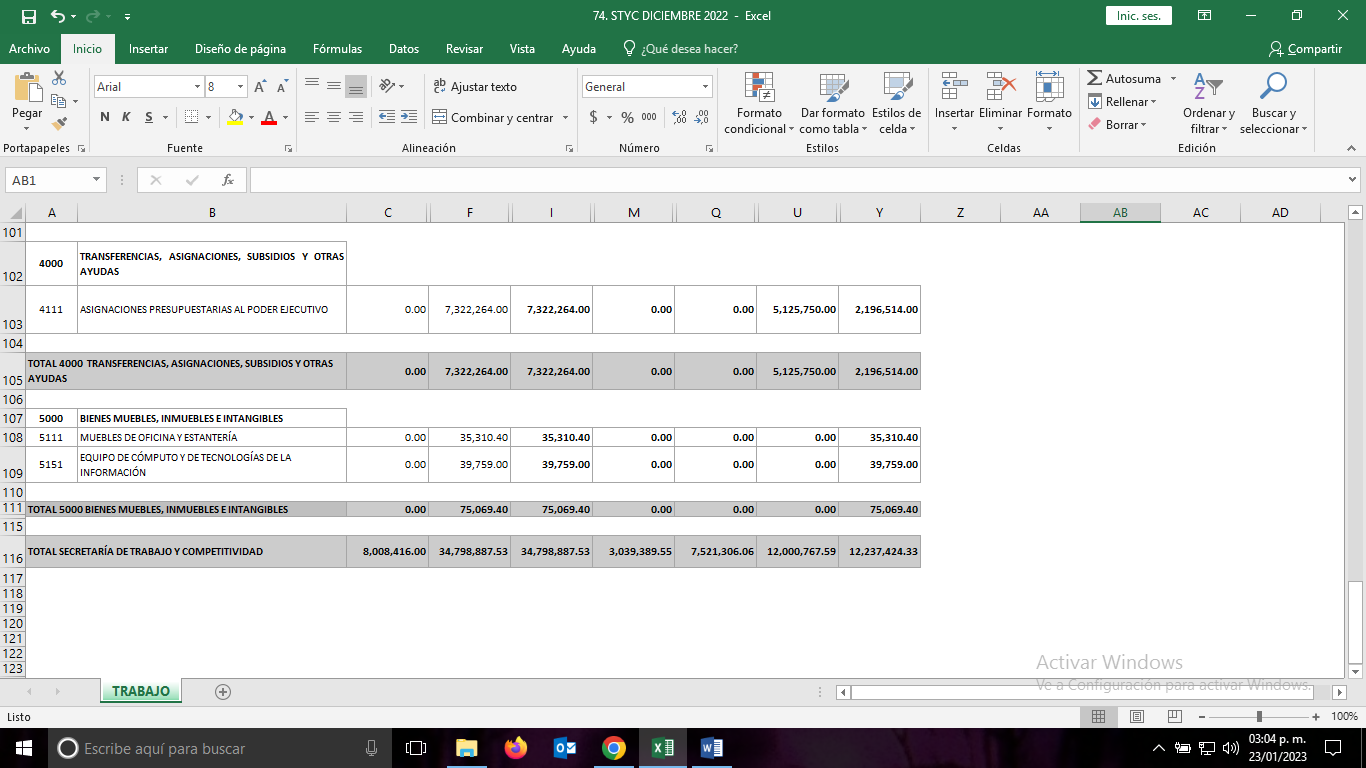 74. STYC DICIEMBRE 2022 - Excel
Inic. ses.
Archivo Inicio Insertar Diseño de página Fórmulas Datos Revisar Vista Ayuda ¿Qué desea hacer? Compartir
Pegar
Portapapeles
Arial 8
N K S
Fuente
Ajustar texto
Combinar y centrar
Alineación
General
$ % 000
Número
Formato condicional
Dar formato como tabla
Estilos de celda
Estilos
Insertar Eliminar Formato
Celdas
Autosuma
Rellenar
Borrar
Ordenar y filtrar
Buscar y seleccionar
Edición
AB1 fx
A B C F I M Q U Y Z AA AB AC AD
101
102 4000 TRANSFERENCIAS, ASIGNACIONES, SUBSIDIOS Y OTRAS
AYUDAS
103 4111 ASIGNACIONES PRESUPUESTARIAS AL PODER EJECUTIVO 0.00 7,322,264.00 7,322,264.00 0.00 0.00 5,125,750.00 2,196,514.00
104
105 TOTAL 4000 TRANSFERENCIAS, ASIGNACIONES, SUBSIDIOS Y OTRAS
AYUDAS 0.00 7,322,264.00 7,322,264.00 0.00 0.00 5,125,750.00 2,196,514.00
106
107 5000 BIENES MUEBLES, INMUEBLES E INTANGIBLES
108 5111 MUEBLES DE OFICINA Y ESTANTERÍA 0.00 35,310.40 35,310.40 0.00 0.00 0.00 35,310.40
109 5151 EQUIPO DE CÓMPUTO Y DE TECNOLOGÍAS DE LA
INFORMACIÓN 0.00 39,759.00 39,759.00 0.00 0.00 0.00 39,759.00
110
111 TOTAL 5000 BIENES MUEBLES, INMUEBLES E INTANGIBLES 0.00 75,069.40 75,069.40 0.00 0.00 0.00 75,069.40
115
116 TOTAL SECRETARÍA DE TRABAJO Y COMPETITIVIDAD 8,008,416.00 34,798,887.53 34,798,887.53 3,039,389.55 7,521,306.06 12,000,767.59 12,237,424.33
117
118
119
120
121
122
123
Activar Windows
Ve a Configuración para activar Windows.
TRABAJO
Listo
100%
Escribe aquí para buscar
03:04 p. m.
23/01/2023